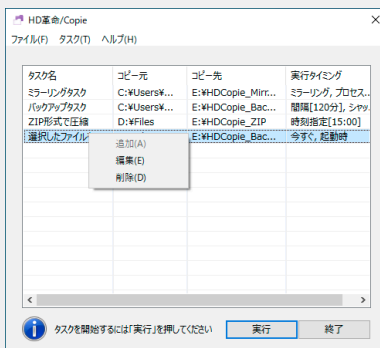 HD革命/Copie
ファイル(F) タスク(T) ヘルプ(H)
タスク名 コピー元 コピー先 実行タイミング
ミラーリングタスク C:¥Users¥... E:¥HDCopie_Mirr... ミラーリング, プロセス..
バックアップタスク C:¥Users¥... E:¥HDCopie_Bac... 間隔[120分], シャッ.
ZIP形式で圧縮 D:¥Files E:¥HDCopie_ZIP 時刻指定[15:00]
選択したファイル E:¥HDCopie_Bac... 今すぐ, 起動時
追加(A)
編集(E)
削除(D)
タスクを開始するには「実行」を押してください 実行 終了